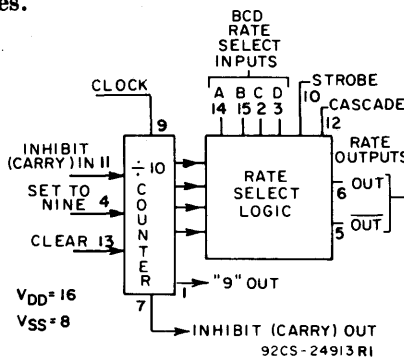 es.
BCD
RATE
SELECT
INPUTS
A B C D
14 15 2 3
STROBE
10
CASCADE
12
CLOCK
9
INHIBIT
(CARRY) IN 11
SET TO
NINE 4
CLEAR 13
÷ 10
COUNTER
RATE
SELECT
LOGIC
RATE
OUTPUTS
6 OUT
5 O̅U̅T̅
1 "9" OUT
7
INHIBIT (CARRY) OUT
VDD = 16
VSS = 8
92CS-24913 RI